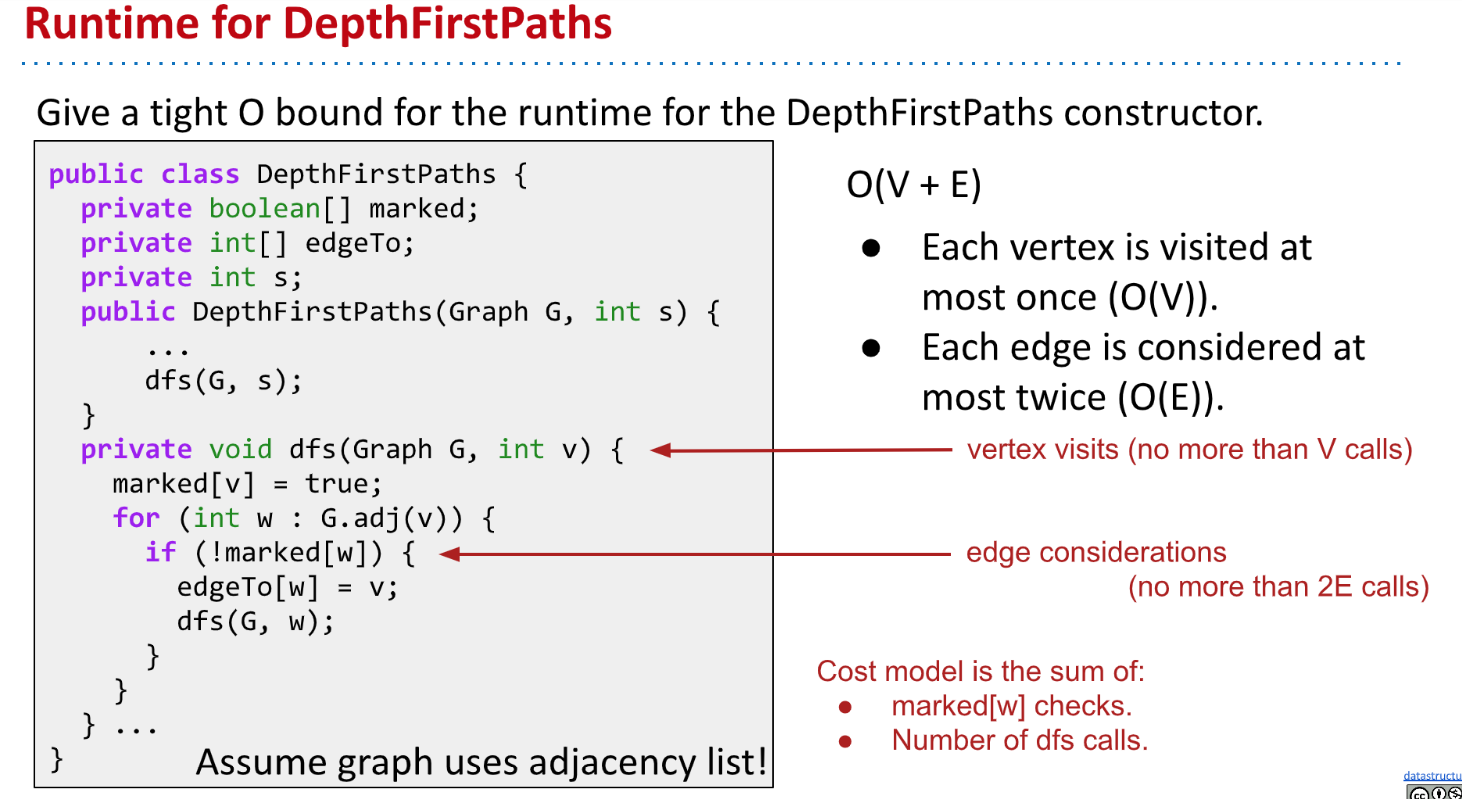 Runtime for DepthFirstPaths
Give a tight O bound for the runtime for the DepthFirstPaths constructor.
public class DepthFirstPaths {
private boolean[] marked;
private int[] edgeTo;
private int s;
public DepthFirstPaths(Graph G, int s) {
...
dfs(G, s);
}
private void dfs(Graph G, int v) {
marked[v] = true;
for (int w : G.adj(v)) {
if (!marked[w]) {
edgeTo[w] = v;
dfs(G, w);
}
}
} ...
}
Assume graph uses adjacency list!
O(V + E)
● Each vertex is visited at
most once (O(V)).
● Each edge is considered at
most twice (O(E)).
vertex visits (no more than V calls)
edge considerations
(no more than 2E calls)
Cost model is the sum of:
● marked[w] checks.
● Number of dfs calls.
datastructu